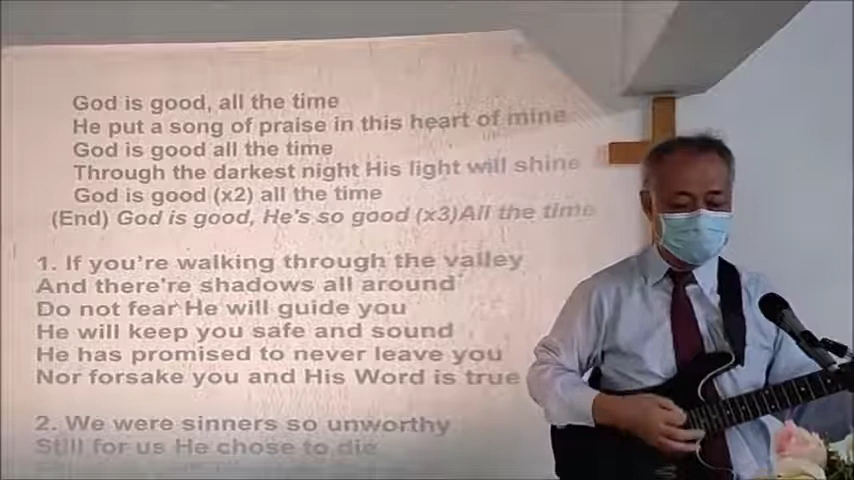 God is good, all the time
He put a song of praise in this heart of mine
God is good all the time
Through the darkest night His light will shine
God is good (x2) all the time
(End) God is good, He's so good (x3)All the time
1. If you're walking through the valley
And there're shadows all around
Do not fear He will guide you
He will keep you safe and sound
He has promised to never leave you
Nor forsake you and His Word is true
2. We were sinners so unworthy
Still for us He chose to die